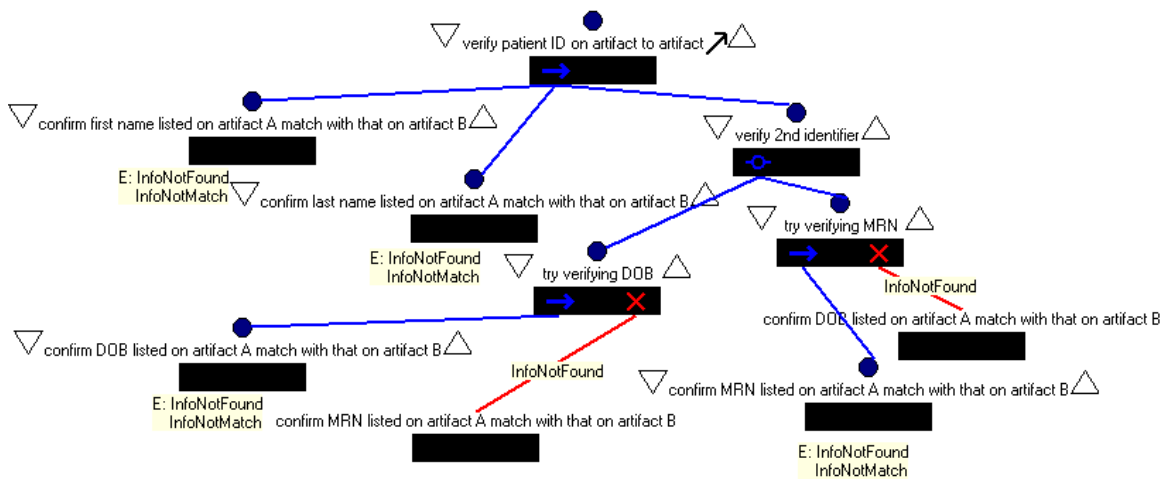 verify patient ID on artifact to artifact
confirm first name listed on artifact A match with that on artifact B
verify 2nd identifier
E: InfoNotFound
InfoNotMatch
confirm last name listed on artifact A match with that on artifact B
try verifying MRN
E: InfoNotFound
InfoNotMatch
try verifying DOB
InfoNotFound
confirm DOB listed on artifact A match with that on artifact B
confirm DOB listed on artifact A match with that on artifact B
InfoNotFound
confirm MRN listed on artifact A match with that on artifact B
E: InfoNotFound
InfoNotMatch
confirm MRN listed on artifact A match with that on artifact B
E: InfoNotFound
InfoNotMatch